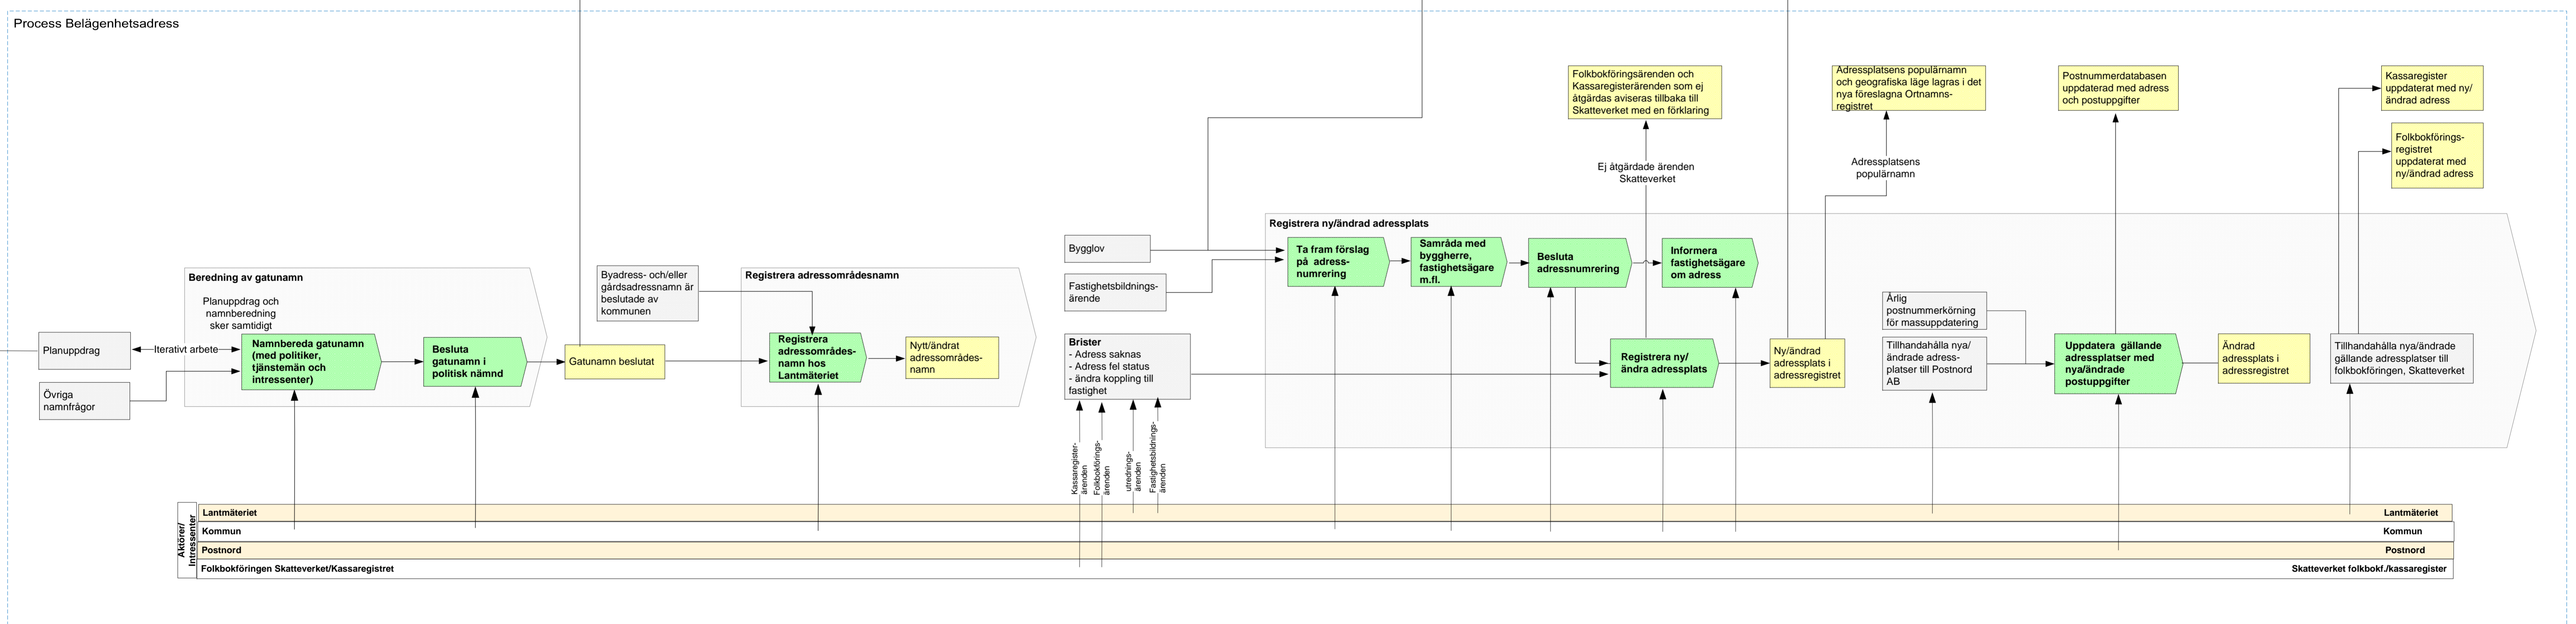 Process Belägenhetsadress
Planuppdrag
Övriga
namnfrågor
Iterativt arbete
Beredning av gatunamn
Planuppdrag och
namnberedning
sker samtidigt
Namnbereda gatunamn
(med politiker,
tjänstemän och
intressenter)
Besluta
gatunamn i
politisk nämnd
Gatunamn beslutat
Byadress- och/eller
gårdsadressnamn är
beslutade av
kommunen
Registrera adressområdesnamn
Registrera
adressområdes-
namn hos
Lantmäteriet
Nytt/ändrat
adressområdes-
namn
Bygglov
Fastighetsbildnings-
ärende
Brister
- Adress saknas
- Adress fel status
- ändra koppling till
fastighet
Kassaregister-
ärenden
Folkbokförings-
ärenden
utrednings-
ärenden
Fastighetsbildnings-
ärenden
Registrera ny/ändrad adressplats
Ta fram förslag
på adress-
numrering
Samråda med
byggherre,
fastighetsägare
m.fl.
Besluta
adressnumrering
Informera
fastighetsägare
om adress
Registrera ny/
ändra adressplats
Folkbokföringsärenden och
Kassaregisterärenden som ej
åtgärdas aviseras tillbaka till
Skatteverket med en förklaring
Ej åtgärdade ärenden
Skatteverket
Ny/ändrad
adressplats i
adressregistret
Adressplatsens populärnamn
och geografiska läge lagras i det
nya föreslagna Ortnamns-
registret
Adressplatsens
populärnamn
Årlig
postnummerkörning
för massuppdatering
Tillhandahålla nya/
ändrade adress-
platser till Postnord
AB
Uppdatera gällande
adressplatser med
nya/ändrade
postuppgifter
Postnummerdatabasen
uppdaterad med adress
och postuppgifter
Ändrad
adressplats i
adressregistret
Tillhandahålla nya/ändrade
gällande adressplatser till
folkbokföringen, Skatteverket
Kassaregister
uppdaterat med ny/
ändrad adress
Folkbokförings-
registret
uppdaterat med
ny/ändrad adress
Aktörer/
Intressenter
Lantmäteriet
Lantmäteriet
Kommun
Kommun
Postnord
Postnord
Folkbokföringen Skatteverket/Kassaregistret
Skatteverket folkbokf./kassaregister